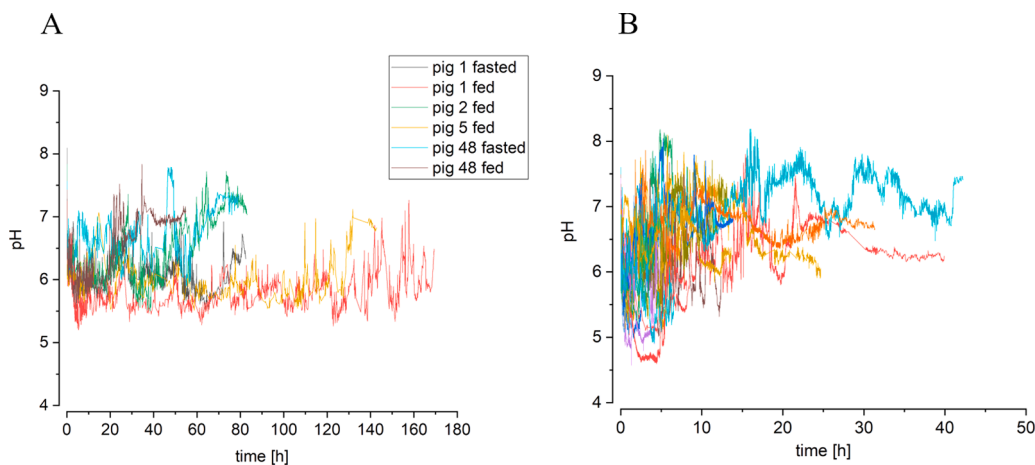 A
pig 1 fasted
pig 1 fed
pig 2 fed
pig 5 fed
pig 48 fasted
pig 48 fed
9
8
7
6
5
4
pH
0 20 40 60 80 100 120 140 160 180
time [h]
B
9
8
7
6
5
4
pH
0 10 20 30 40 50
time [h]